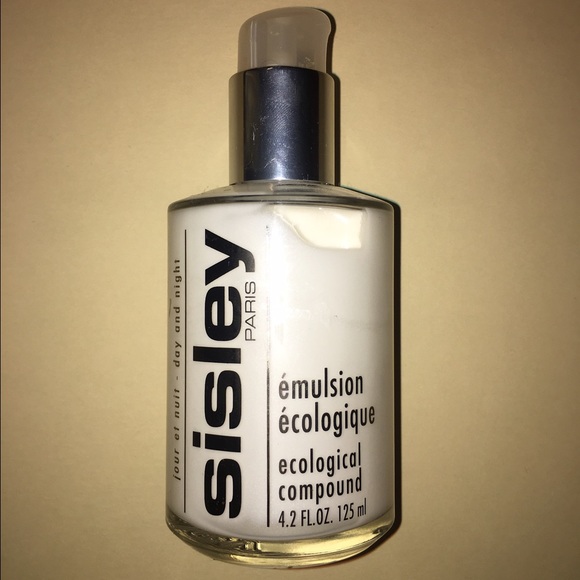 jour et nuit - day and night
sisley
PARIS
émulsion
écologique
ecological
compound
4.2 FL.OZ. 125 ml